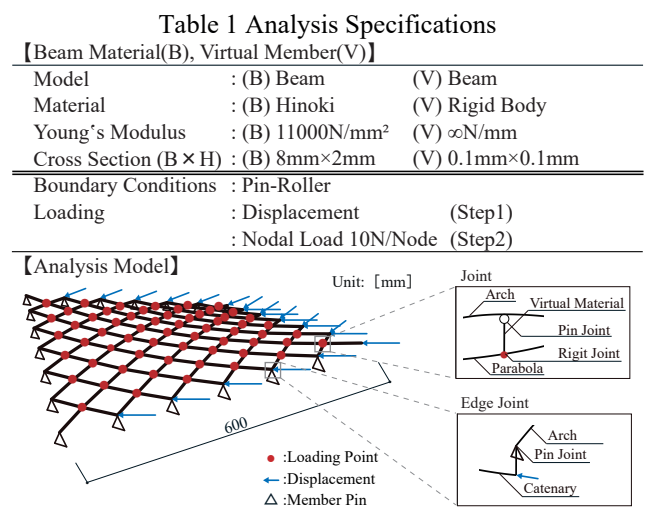 Table 1 Analysis Specifications
【Beam Material(B), Virtual Member(V)】
Model : (B) Beam (V) Beam
Material : (B) Hinoki (V) Rigid Body
Young‛s Modulus : (B) 11000N/mm² (V) ∞N/mm
Cross Section (B×H) : (B) 8mm×2mm (V) 0.1mm×0.1mm
Boundary Conditions : Pin-Roller
Loading : Displacement (Step1)
: Nodal Load 10N/Node (Step2)
【Analysis Model】
Unit: [mm]
Joint
Arch
Virtual Material
Pin Joint
Rigit Joint
Parabola
Edge Joint
Arch
Pin Joint
Catenary
600
:Loading Point
:Displacement
:Member Pin